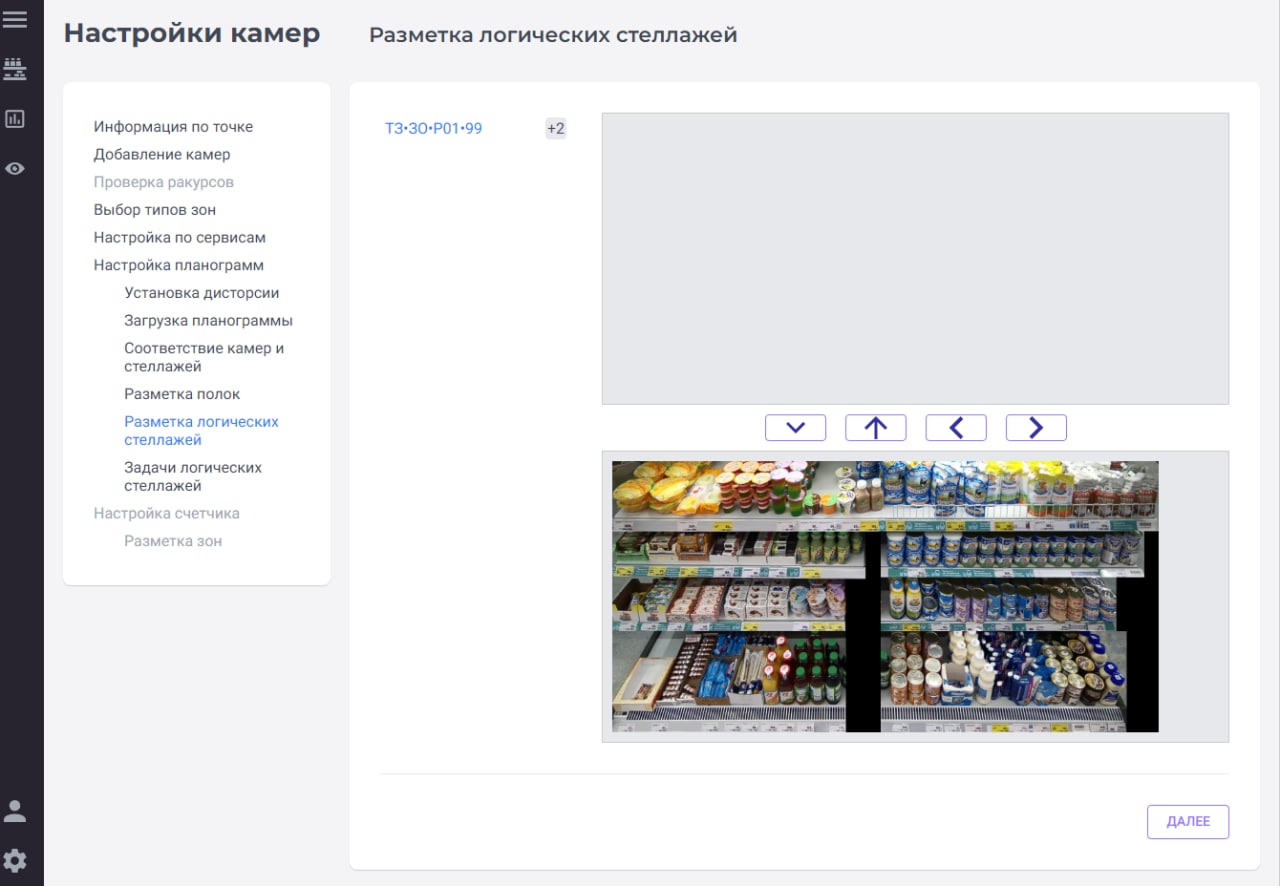 Настройки камер
Разметка логических стеллажей
Информация по точке
Добавление камер
Проверка ракурсов
Выбор типов зон
Настройка по сервисам
Настройка планограмм
Установка дисторсии
Загрузка планограммы
Соответствие камер и
стеллажей
Разметка полок
Разметка логических
стеллажей
Задачи логических
стеллажей
Настройка счетчика
Разметка зон
ТЗ•ЗО•Р01•99
+2
ДАЛЕЕ